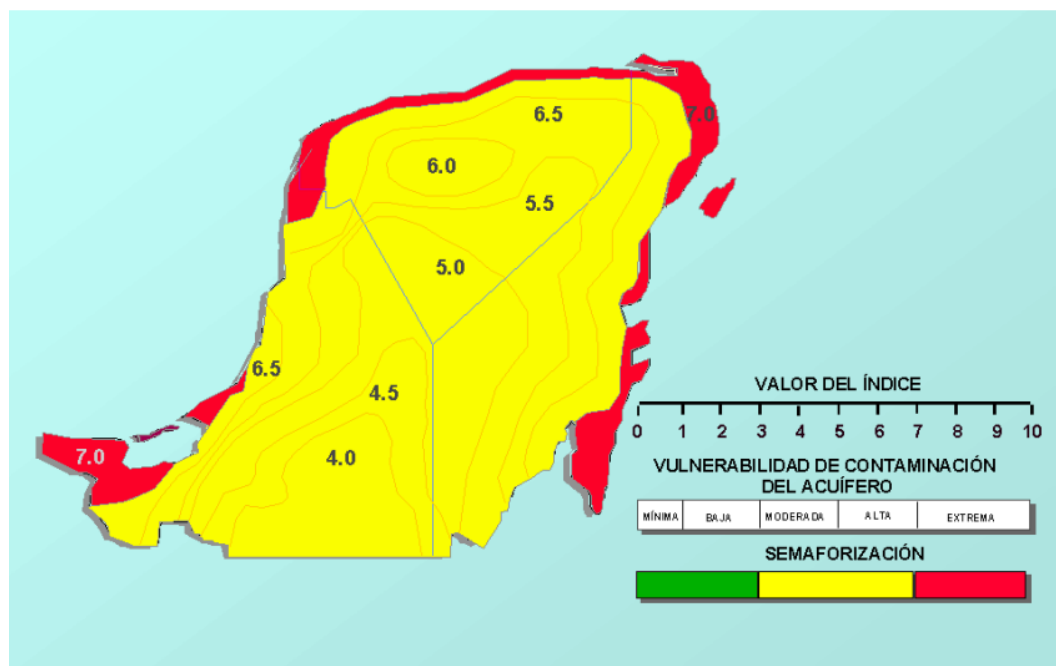 6.5
7.0
6.0
5.5
5.0
6.5
4.5
7.0
4.0
VALOR DEL ÍNDICE
0 1 2 3 4 5 6 7 8 9 10
VULNERABILIDAD DE CONTAMINACIÓN
DEL ACUÍFERO
MÍNIMA BAJA MODERADA ALTA EXTREMA
SEMAFORIZACIÓN